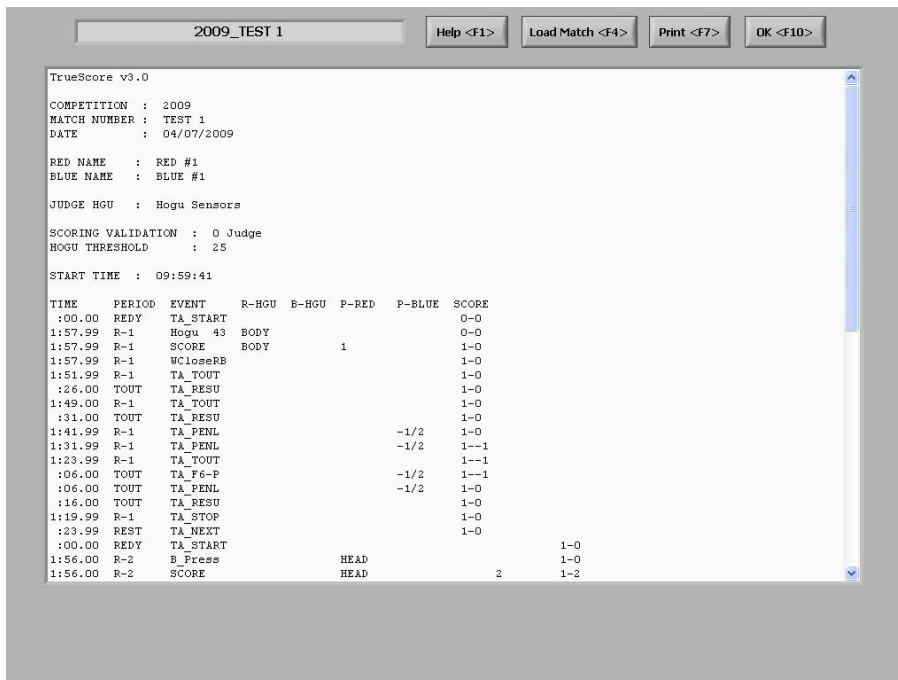 2009_TEST 1
Help <F1>
Load Match <F4>
Print <F7>
OK <F10>
TrueScore v3.0
COMPETITION : 2009
MATCH NUMBER : TEST 1
DATE : 04/07/2009
RED NAME : RED #1
BLUE NAME : BLUE #1
JUDGE HGU : Hogu Sensors
SCORING VALIDATION : 0 Judge
HOGU THRESHOLD : 25
START TIME : 09:59:41
TIME PERIOD EVENT R-HGU B-HGU P-RED P-BLUE SCORE
:00.00 REDY TA_START 0-0
1:57.99 R-1 Hogu 43 BODY 0-0
1:57.99 R-1 SCORE BODY 1 1-0
1:57.99 R-1 WCloseRB 1-0
1:51.99 R-1 TA_TOUT 1-0
:26.00 TOUT TA_RESU 1-0
1:49.00 R-1 TA_TOUT 1-0
:31.00 TOUT TA_RESU 1-0
1:41.99 R-1 TA_PENL -1/2 1-0
1:31.99 R-1 TA_PENL -1/2 1--1
1:23.99 R-1 TA_TOUT 1--1
:06.00 TOUT TA_F6-P -1/2 1--1
:06.00 TOUT TA_PENL -1/2 1-0
:16.00 TOUT TA_RESU 1-0
1:19.99 R-1 TA_STOP 1-0
:23.99 REST TA_NEXT 1-0
:00.00 REDY TA_START 1-0
1:56.00 R-2 B_Press HEAD 1-0
1:56.00 R-2 SCORE HEAD 2 1-2